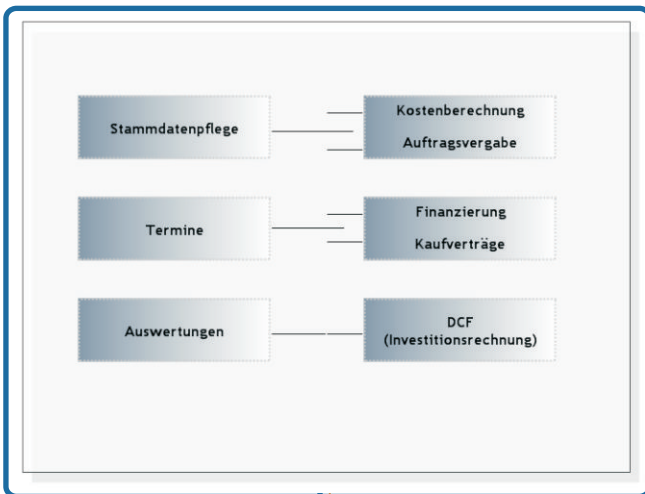 Stammdatenpflege
Kostenberechnung
Auftragsvergabe
Termine
Finanzierung
Kaufverträge
Auswertungen
DCF
(Investitionsrechnung)